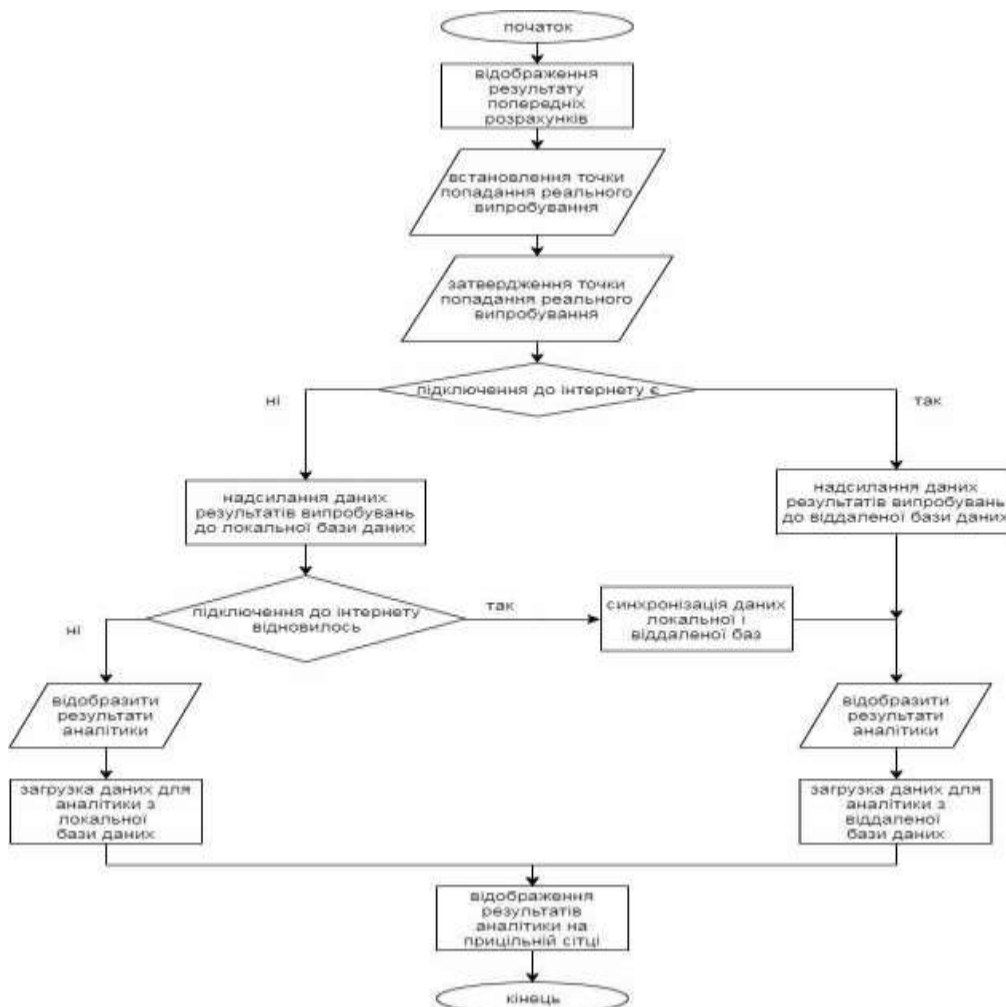 початок
відображення
результату
попередніх
розрахунків
встановлення точки
попадання реального
випробування
затвердження точки
попадання реального
випробування
підключення до інтернету є
ні
так
надсилання даних
результатів випробувань
до локальної бази даних
надсилання даних
результатів випробувань
до віддаленої бази даних
підключення до інтернету
відновилось
ні
так
синхронізація даних
локальної і
віддаленої баз
відобразити
результати
аналітики
відобразити
результати
аналітики
загрузка даних для
аналітики з
локальної
бази даних
загрузка даних для
аналітики з
віддаленої
бази даних
відображення
результатів
аналітики на
прицільній сітці
кінець